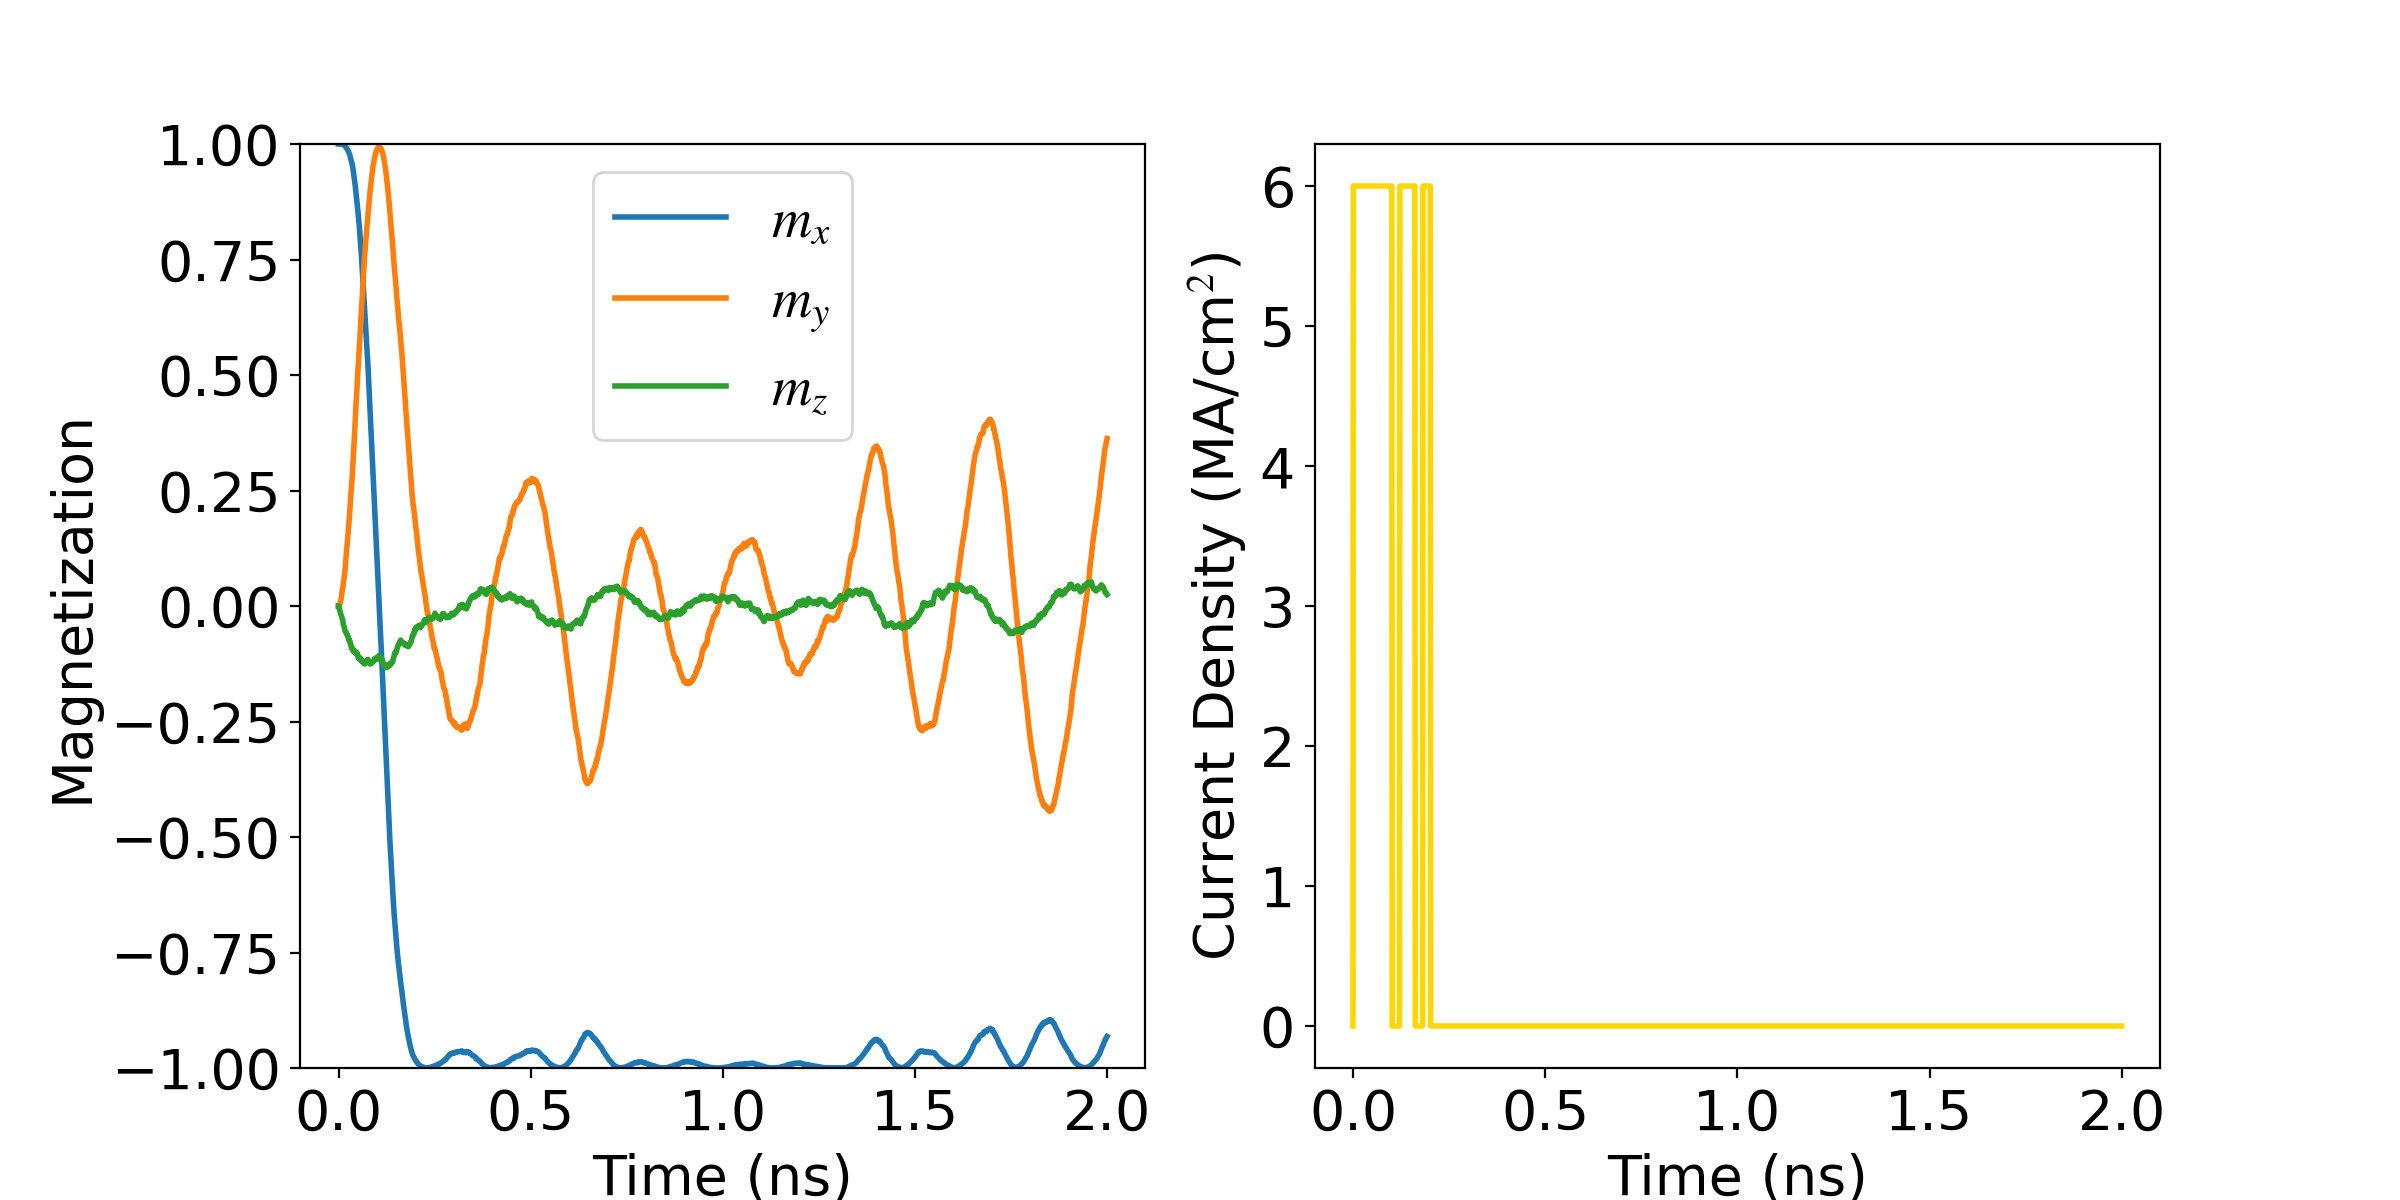 Magnetization
1.00
0.75
0.50
0.25
0.00
−0.25
−0.50
−0.75
−1.00
0.0 0.5 1.0 1.5 2.0
Time (ns)
m_x
m_y
m_z
Current Density (MA/cm²)
6
5
4
3
2
1
0
0.0 0.5 1.0 1.5 2.0
Time (ns)